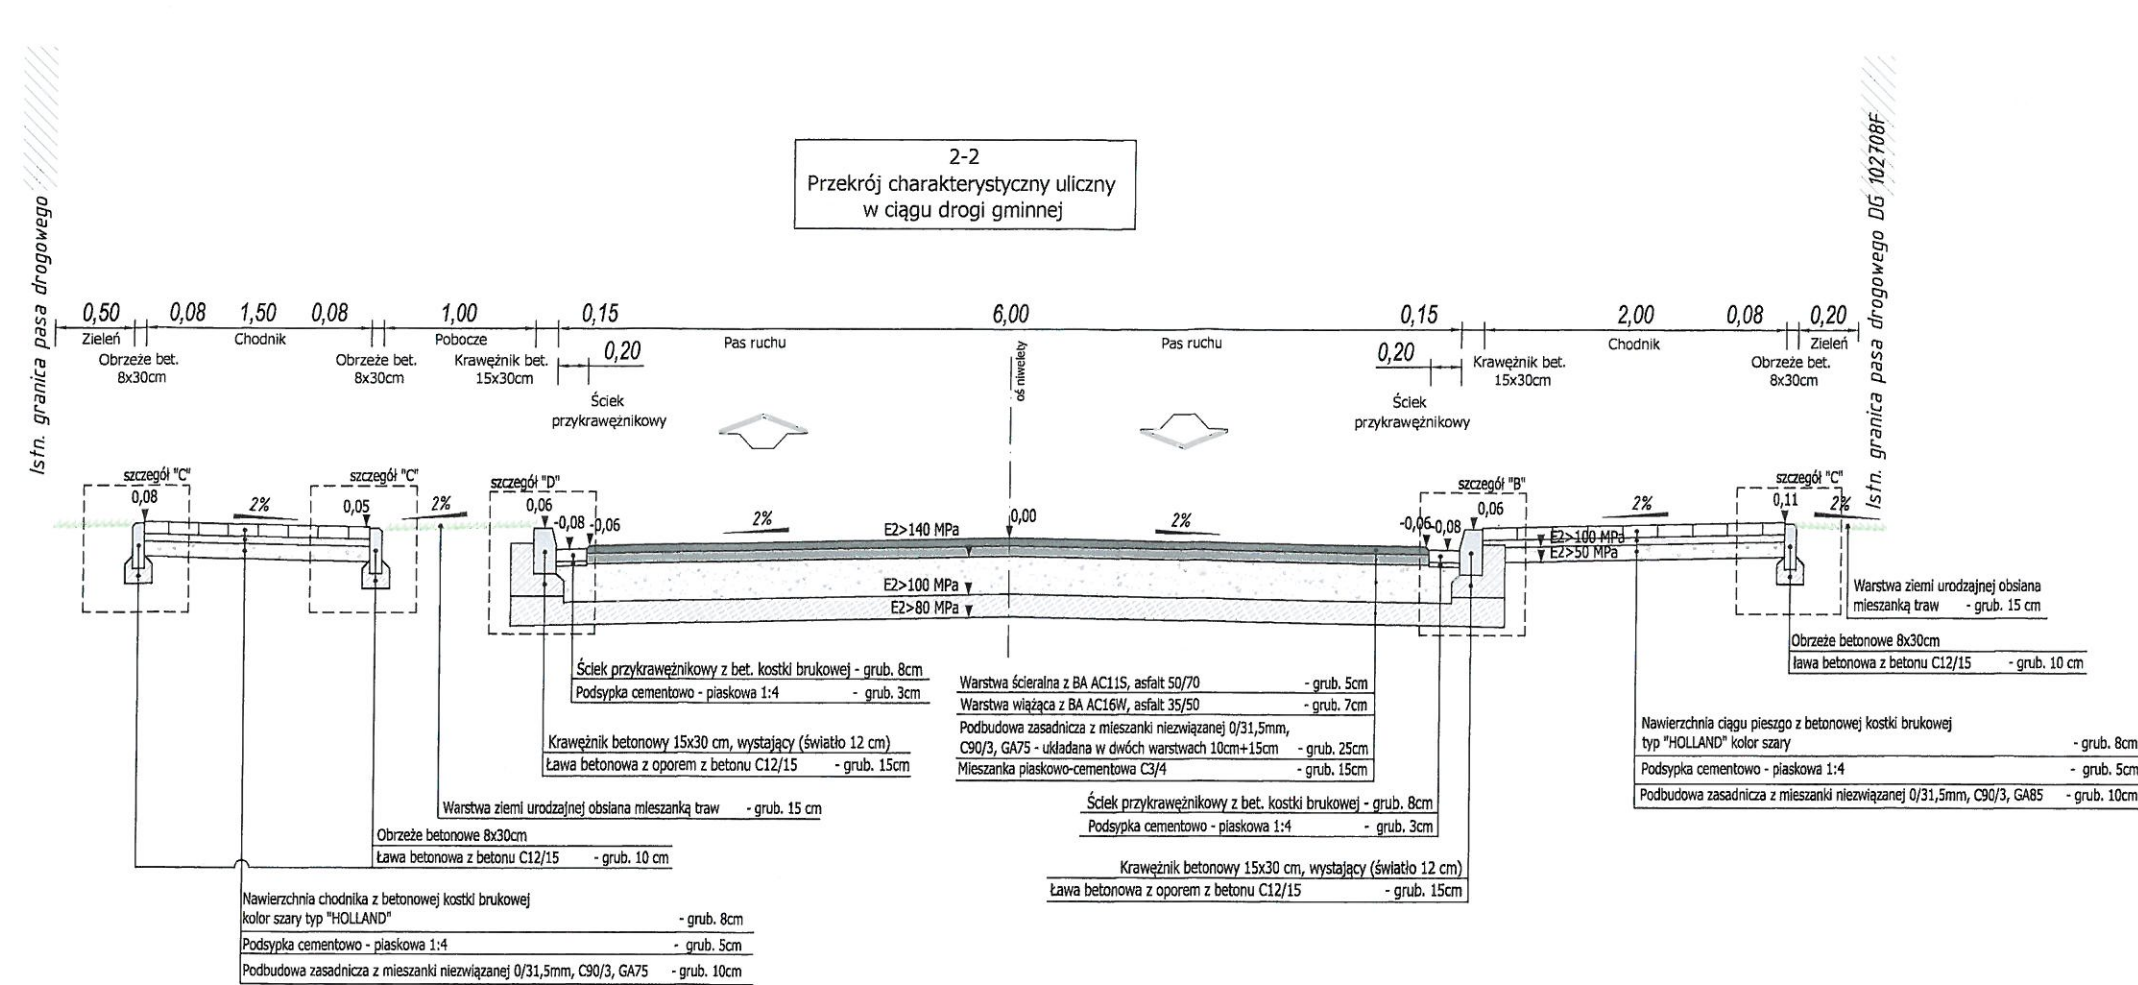 2-2
Przekrój charakterystyczny uliczny
w ciągu drogi gminnej
Istn. granica pasa drogowego
Istn. granica pasa drogowego DG 102708F
0,50 0,08 1,50 0,08 1,00 0,15 6,00 0,15 2,00 0,08 0,20
Zieleń Chodnik Pobocze Pas ruchu Pas ruchu Chodnik Zieleń
Obrzeże bet.
8x30cm
Obrzeże bet.
8x30cm
Krawężnik bet.
15x30cm
0,20
Ściek
przykrawężnikowy
oś niwelety
0,20
Ściek
przykrawężnikowy
Krawężnik bet.
15x30cm
Obrzeże bet.
8x30cm
szczegół "C"
0,08
2%
szczegół "C"
0,05
2%
szczegół "D"
0,06
-0,08
-0,06
2%
E2>140 MPa
0,00
2%
E2>100 MPa
E2>80 MPa
szczegół "B"
-0,06
-0,08
0,06
2%
E2>100 MPa
E2>50 MPa
szczegół "C"
0,11
2%
Warstwa ziemi urodzajnej obsiana
mieszanką traw - grub. 15 cm
Obrzeże betonowe 8x30cm
ława betonowa z betonu C12/15 - grub. 10 cm
Ściek przykrawężnikowy z bet. kostki brukowej - grub. 8cm
Podsypka cementowo - piaskowa 1:4 - grub. 3cm
Krawężnik betonowy 15x30 cm, wystający (światło 12 cm)
Ława betonowa z oporem z betonu C12/15 - grub. 15cm
Warstwa ziemi urodzajnej obsiana mieszanką traw - grub. 15 cm
Obrzeże betonowe 8x30cm
Ława betonowa z betonu C12/15 - grub. 10 cm
Nawierzchnia chodnika z betonowej kostki brukowej
kolor szary typ "HOLLAND" - grub. 8cm
Podsypka cementowo - piaskowa 1:4 - grub. 5cm
Podbudowa zasadnicza z mieszanki niezwiązanej 0/31,5mm, C90/3, GA75 - grub. 10cm
Warstwa ścieralna z BA AC11S, asfalt 50/70 - grub. 5cm
Warstwa wiążąca z BA AC16W, asfalt 35/50 - grub. 7cm
Podbudowa zasadnicza z mieszanki niezwiązanej 0/31,5mm,
C90/3, GA75 - układana w dwóch warstwach 10cm+15cm - grub. 25cm
Mieszanka piaskowo-cementowa C3/4 - grub. 15cm
Ściek przykrawężnikowy z bet. kostki brukowej - grub. 8cm
Podsypka cementowo - piaskowa 1:4 - grub. 3cm
Krawężnik betonowy 15x30 cm, wystający (światło 12 cm)
Ława betonowa z oporem z betonu C12/15 - grub. 15cm
Nawierzchnia ciągu pieszgo z betonowej kostki brukowej
typ "HOLLAND" kolor szary - grub. 8cm
Podsypka cementowo - piaskowa 1:4 - grub. 5cm
Podbudowa zasadnicza z mieszanki niezwiązanej 0/31,5mm, C90/3, GA85 - grub. 10cm